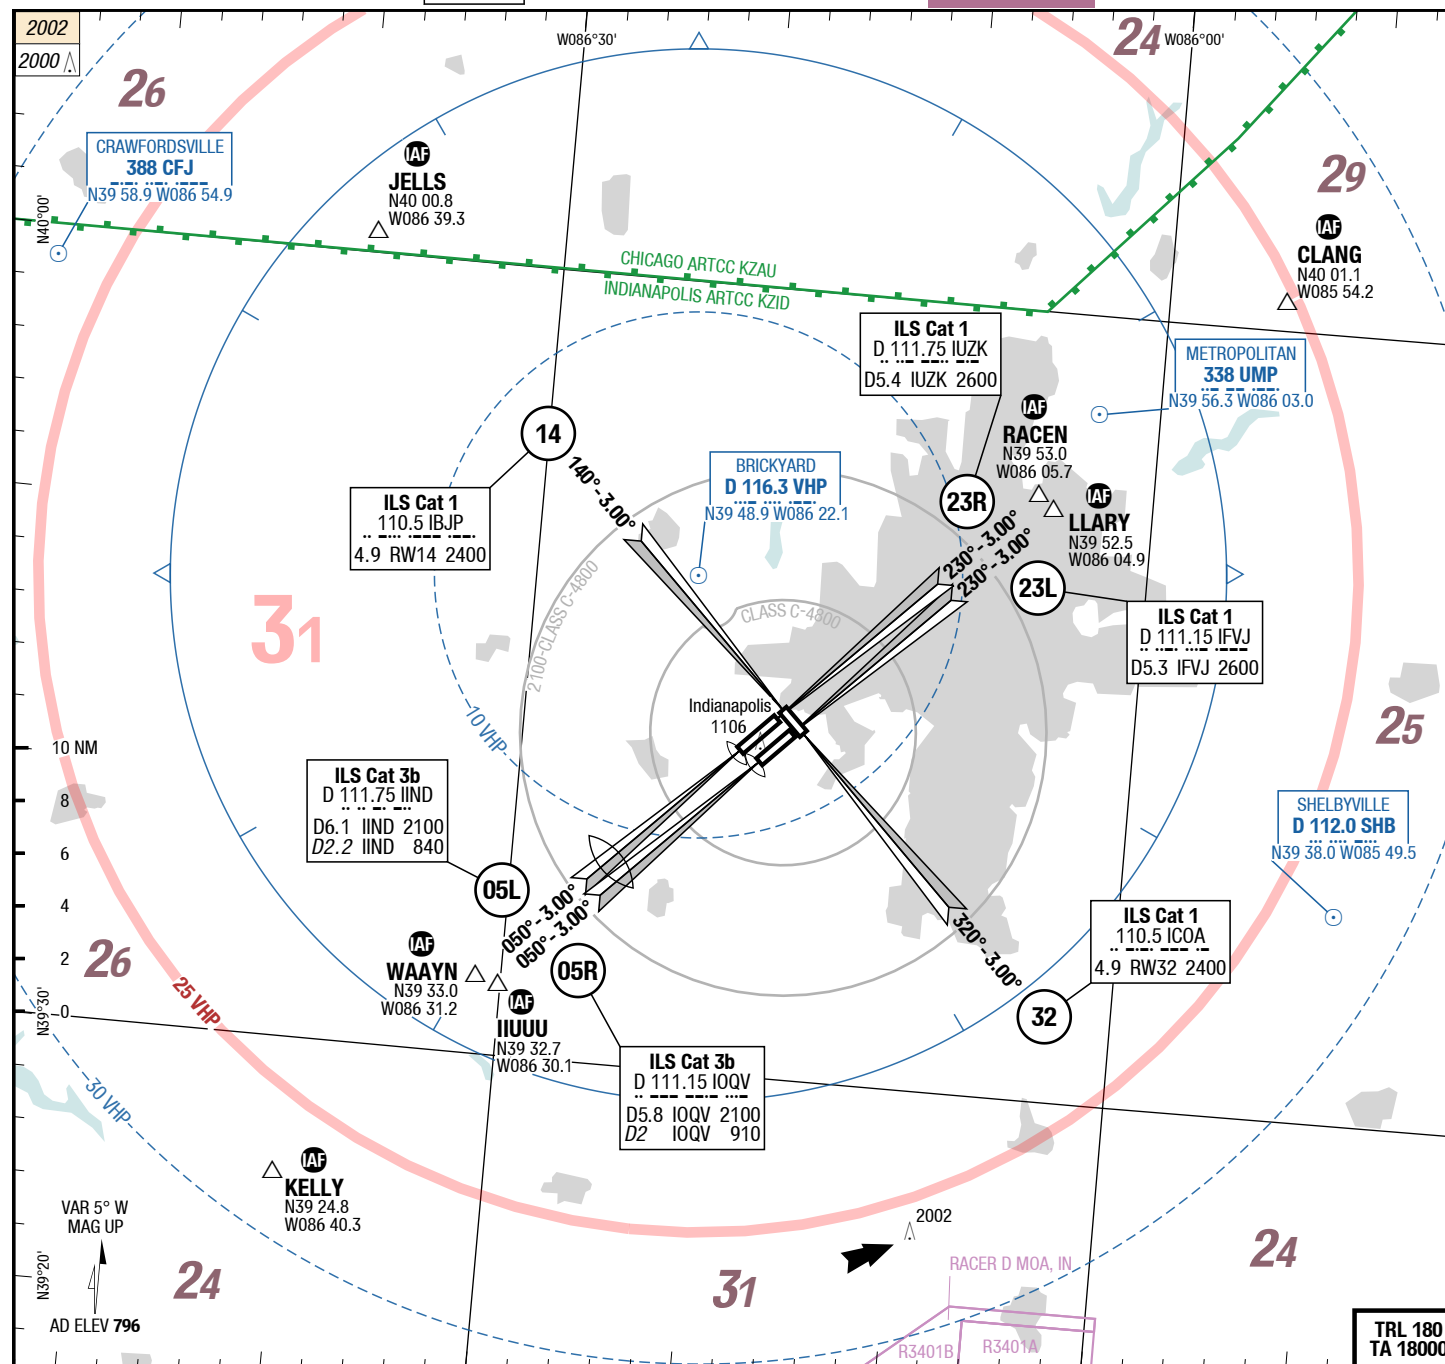 2002
2000
26
W086°30'
24
W086°00'
CRAWFORDSVILLE
388 CFJ
N39 58.9 W086 54.9
IAF
JELLS
N40 00.8
W086 39.3
29
IAF
CLANG
N40 01.1
W085 54.2
N40°00'
CHICAGO ARTCC KZAU
INDIANAPOLIS ARTCC KZID
ILS Cat 1
D 111.75 IUZK
D5.4 IUZK 2600
METROPOLITAN
338 UMP
N39 56.3 W086 03.0
IAF
RACEN
N39 53.0
W086 05.7
14
140°-3.00°
BRICKYARD
D 116.3 VHP
N39 48.9 W086 22.1
23R
IAF
LLARY
N39 52.5
W086 04.9
ILS Cat 1
110.5 IBJP
4.9 RW14 2400
230°-3.00°
230°-3.00°
23L
2100-CLASS C-4800
CLASS C-4800
31
ILS Cat 1
D 111.15 IFVJ
D5.3 IFVJ 2600
Indianapolis
1106
10 VHP
25
10 NM
8
6
4
2
0
ILS Cat 3b
D 111.75 IIND
D6.1 IIND 2100
D2.2 IIND 840
SHELBYVILLE
D 112.0 SHB
N39 38.0 W085 49.5
05L
050°-3.00°
050°-3.00°
26
IAF
WAAYN
N39 33.0
W086 31.2
05R
320°-3.00°
ILS Cat 1
110.5 ICOA
4.9 RW32 2400
25 VHP
N39°30'
IAF
IIUUU
N39 32.7
W086 30.1
32
ILS Cat 3b
D 111.15 IOQV
D5.8 IOQV 2100
D2 IOQV 910
30 VHP
IAF
KELLY
N39 24.8
W086 40.3
VAR 5° W
MAG UP
2002
24
31
24
N39°20'
RACER D MOA, IN
AD ELEV 796
R3401B
R3401A
TRL 180
TA 18000